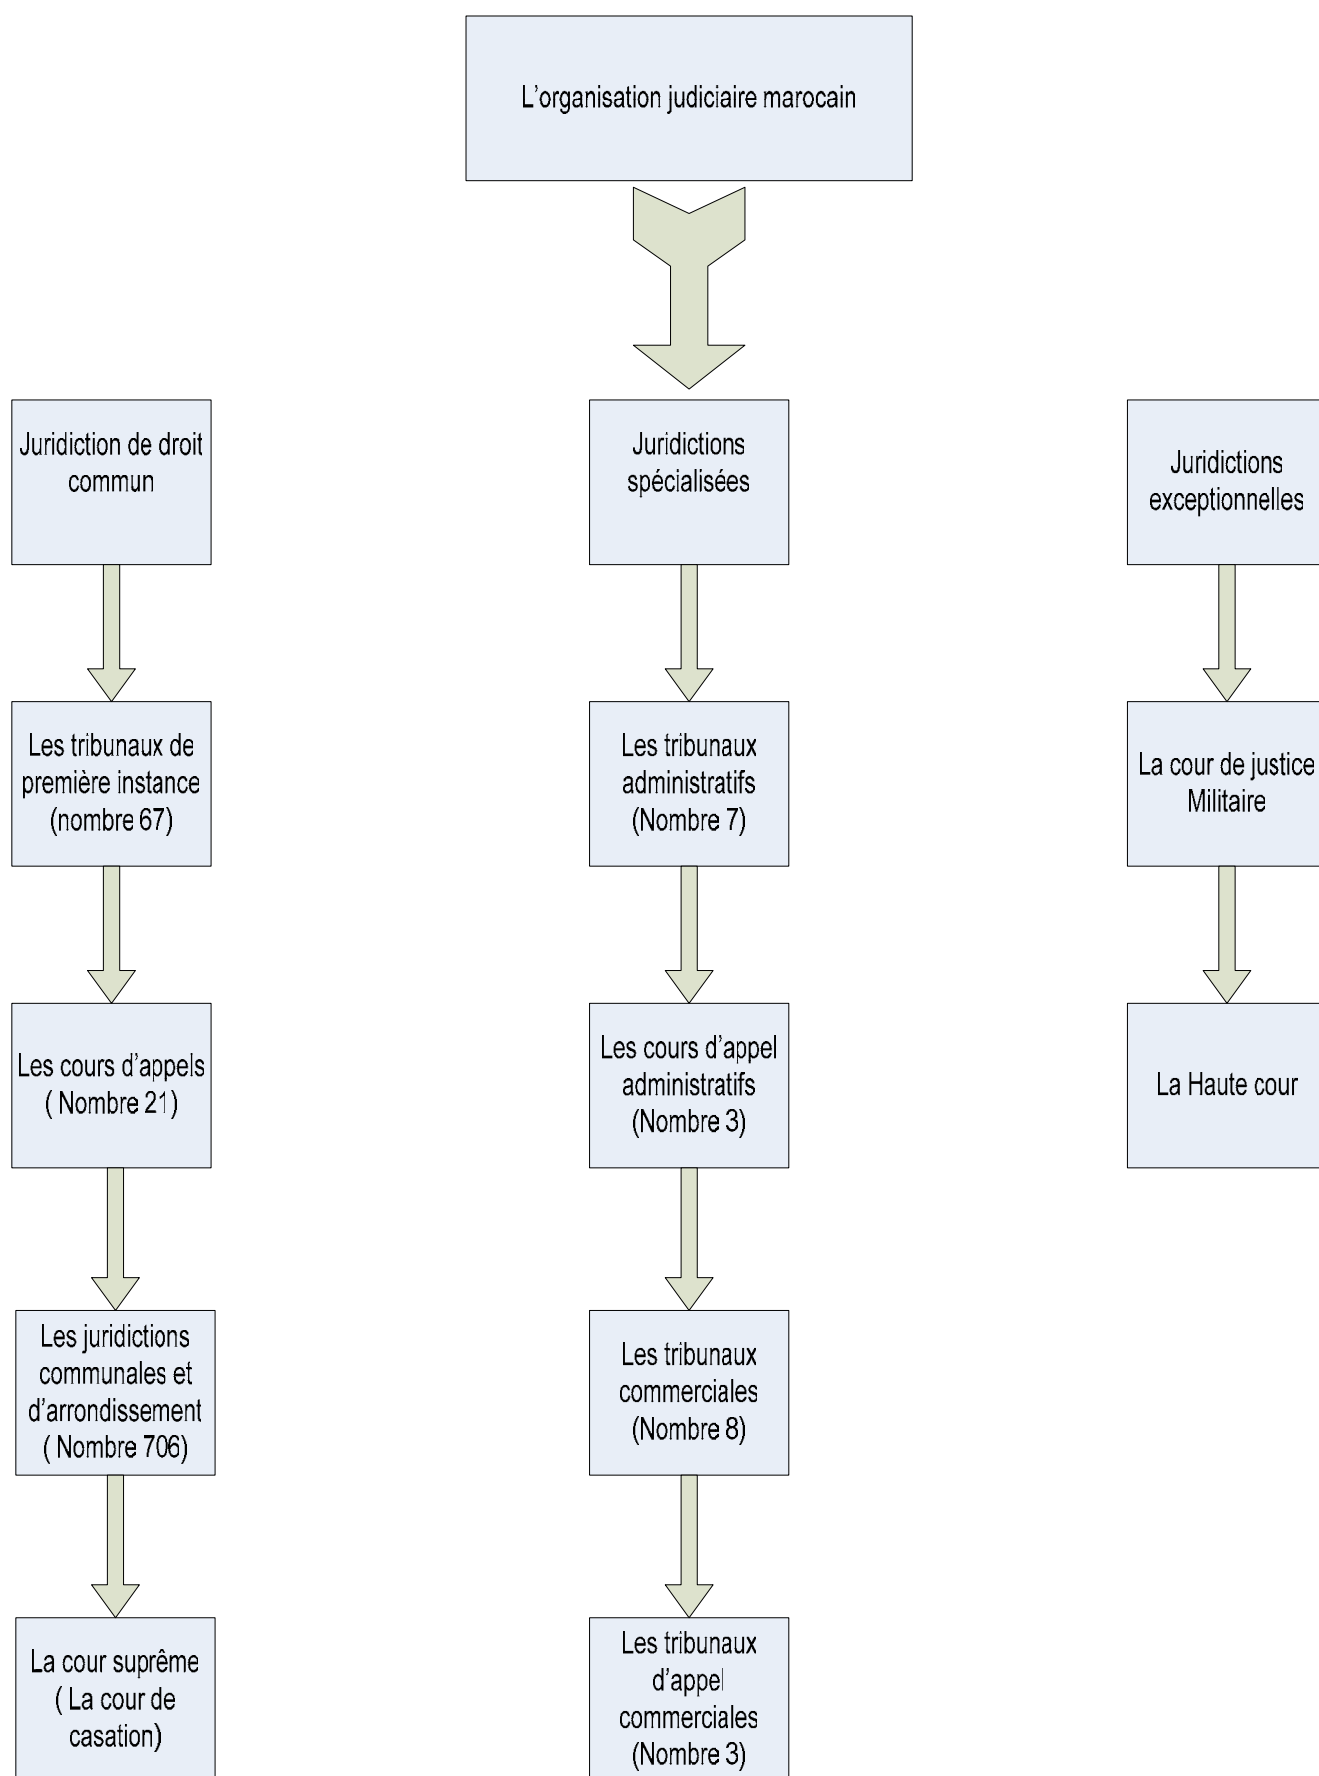 L'organisation judiciaire marocain
Juridiction de droit
commun
Les tribunaux de
première instance
(nombre 67)
Les cours d'appels
( Nombre 21)
Les juridictions
communales et
d'arrondissement
( Nombre 706)
La cour suprême
( La cour de
casation)
Juridictions
spécialisées
Les tribunaux
administratifs
(Nombre 7)
Les cours d'appel
administratifs
(Nombre 3)
Les tribunaux
commerciales
(Nombre 8)
Les tribunaux
d'appel
commerciales
(Nombre 3)
Juridictions
exceptionnelles
La cour de justice
Militaire
La Haute cour